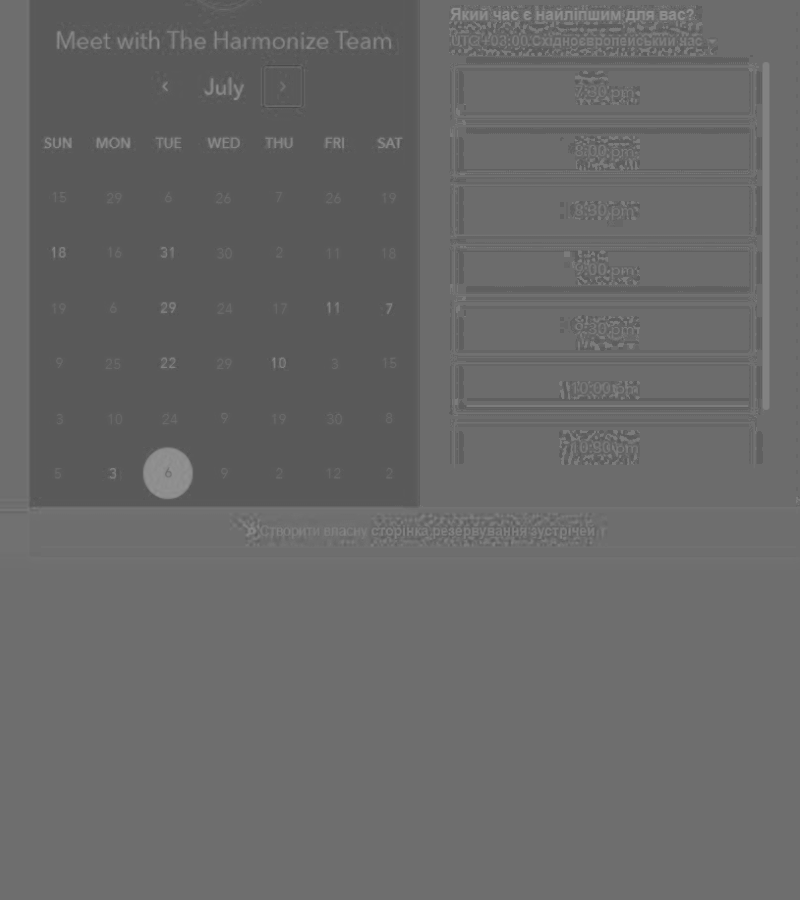 Meet with The Harmonize Team
July
SUN MON TUE WED THU FRI SAT
15 29 6 26 7 26 19
18 16 31 30 2 11 18
19 6 29 24 17 11 7
9 25 22 29 10 3 15
3 10 24 9 19 30 8
5 3 6 9 2 12 2
Який час є найліпшим для вас?
UTC +03:00 Східноєвропейський час
7:30 pm
8:00 pm
8:30 pm
9:00 pm
9:30 pm
10:00 pm
10:30 pm
Створити власну сторінка резервування зустрічей